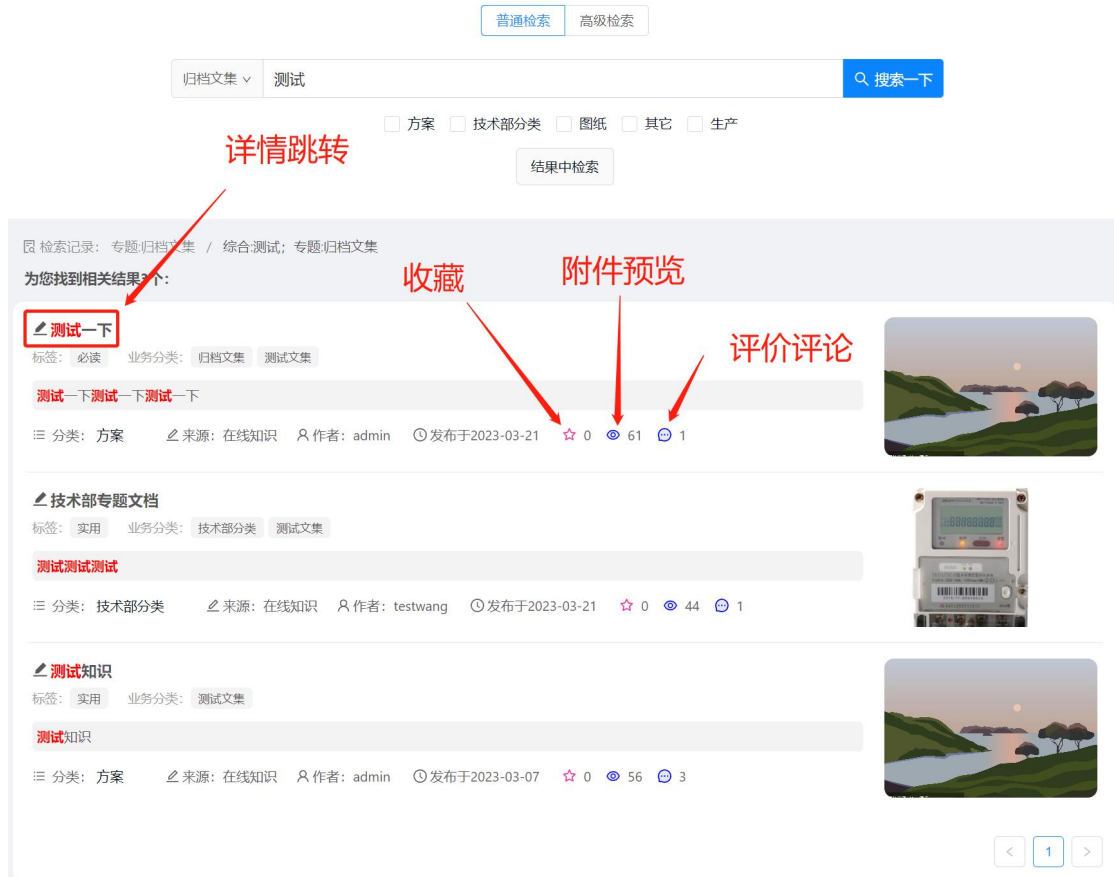 普通检索 高级检索
归档文集 测试 搜索一下
方案 技术部分类 图纸 其它 生产
详情跳转
结果中检索
检索记录: 专题:归档文集 / 综合:测试; 专题:归档文集
为您找到相关结果3个:
收藏
附件预览
评价评论
测试一下
标签: 必读 业务分类: 归档文集 测试文集
测试一下测试一下测试一下
分类: 方案 来源: 在线知识 作者: admin 发布于2023-03-21 0 61 1
技术部专题文档
标签: 实用 业务分类: 技术部分类 测试文集
测试测试测试
分类: 技术部分类 来源: 在线知识 作者: testwang 发布于2023-03-21 0 44 1
测试知识
标签: 实用 业务分类: 测试文集
测试知识
分类: 方案 来源: 在线知识 作者: admin 发布于2023-03-07 0 56 3
< 1 >